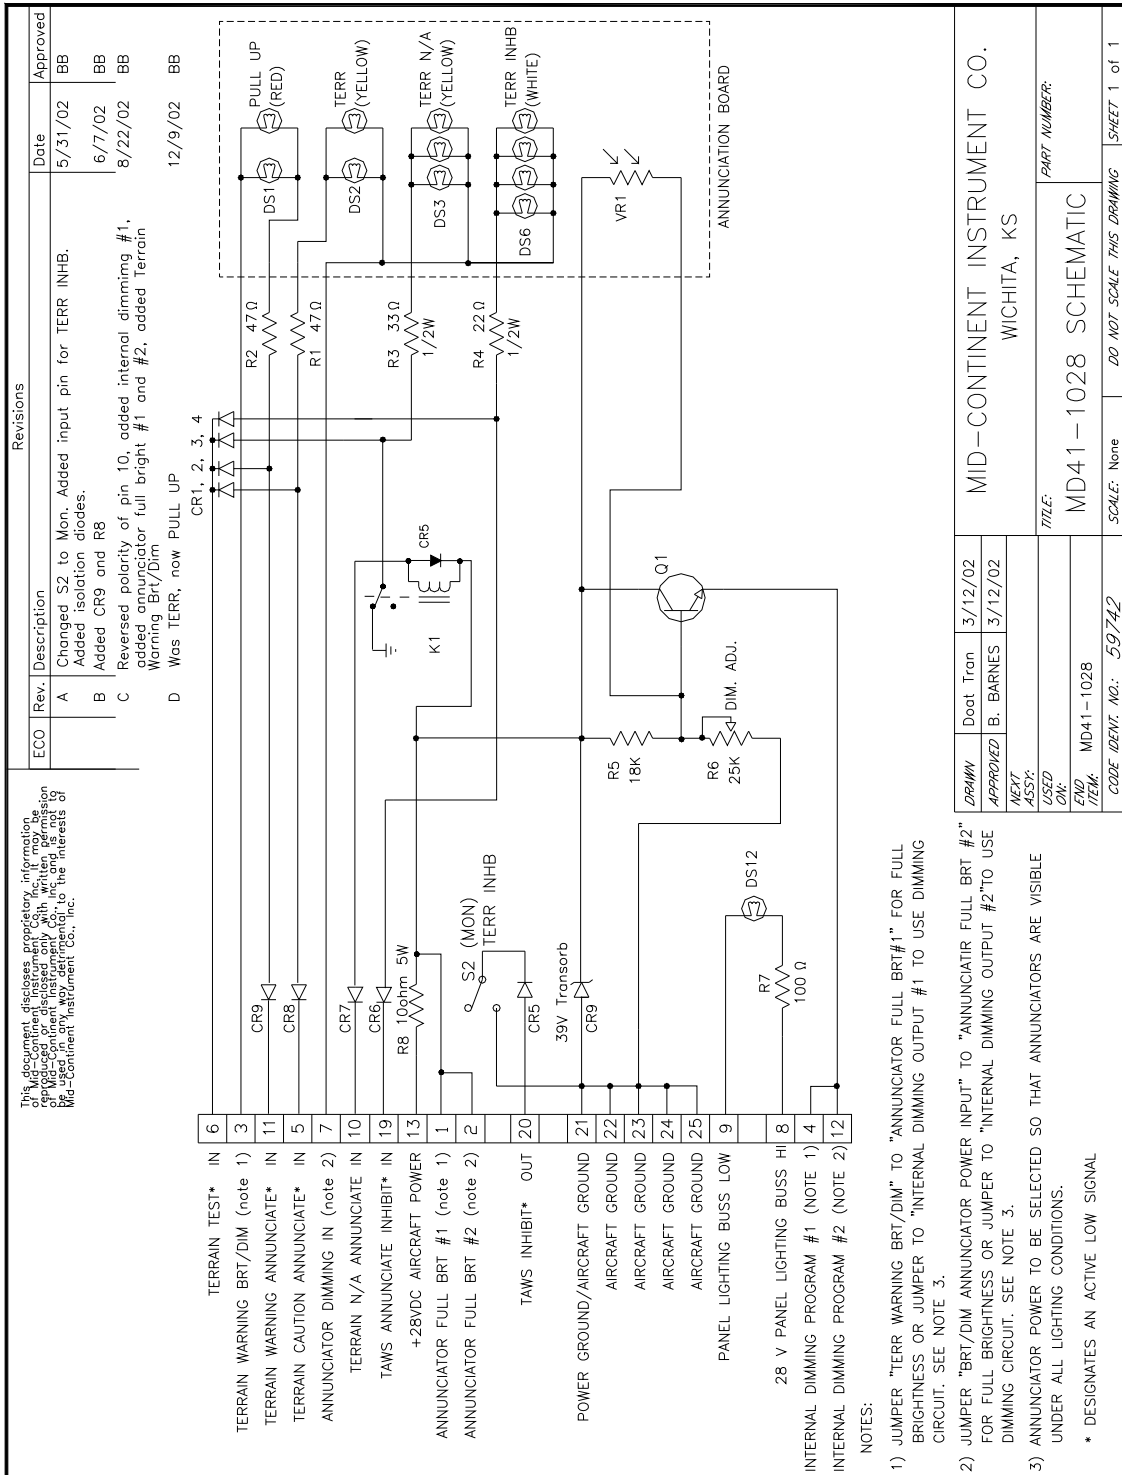 This document discloses proprietary information
of Mid-Continent Instrument Co., Inc. It may be
reproduced or disclosed only with written permission
of Mid-Continent Instrument Co., Inc and is not to
be used in any way detrimental to the interests of
Mid-Continent Instrument Co., Inc.
Revisions
ECO Rev. Description Date Approved
A Changed S2 to Mon. Added input pin for TERR INHB. 5/31/02 BB
Added isolation diodes.
B Added CR9 and R8 6/7/02 BB
C Reversed polarity of pin 10, added internal dimmimg #1, 8/22/02 BB
added annunciator full bright #1 and #2, added Terrain
Warning Brt/Dim
D Was TERR, now PULL UP 12/9/02 BB
TERRAIN TEST* IN 6
TERRAIN WARNING BRT/DIM (note 1) 3
TERRAIN WARNING ANNUNCIATE* IN 11
TERRAIN CAUTION ANNUNCIATE* IN 5
ANNUNCIATOR DIMMING IN (note 2) 7
TERRAIN N/A ANNUNCIATE IN 10
TAWS ANNUNCIATE INHIBIT* IN 19
+28VDC AIRCRAFT POWER 13
ANNUNCIATOR FULL BRT #1 (note 1) 1
ANNUNCIATOR FULL BRT #2 (note 2) 2
TAWS INHIBIT* OUT 20
POWER GROUND/AIRCRAFT GROUND 21
AIRCRAFT GROUND 22
AIRCRAFT GROUND 23
AIRCRAFT GROUND 24
AIRCRAFT GROUND 25
PANEL LIGHTING BUSS LOW 9
28 V PANEL LIGHTING BUSS HI 8
INTERNAL DIMMING PROGRAM #1 (NOTE 1) 4
INTERNAL DIMMING PROGRAM #2 (NOTE 2) 12
CR9
CR8
CR7
CR6
R8 10ohm 5W
S2 (MON)
TERR INHB
CR5
39V Transorb
CR9
R7
100 Ω
DS12
CR1, 2, 3, 4
K1
CR5
R5
18K
R6
25K
DIM. ADJ.
Q1
R2 47Ω
R1 47Ω
R3 33Ω
1/2W
R4 22Ω
1/2W
DS1
PULL UP
(RED)
DS2
TERR
(YELLOW)
DS3
TERR N/A
(YELLOW)
DS6
TERR INHB
(WHITE)
VR1
ANNUNCIATION BOARD
NOTES:
1) JUMPER "TERR WARNING BRT/DIM" TO "ANNUNCIATOR FULL BRT#1" FOR FULL
BRIGHTNESS OR JUMPER TO "INTERNAL DIMMING OUTPUT #1 TO USE DIMMING
CIRCUIT. SEE NOTE 3.
2) JUMPER "BRT/DIM ANNUNCIATOR POWER INPUT" TO "ANNUNCIATIR FULL BRT #2"
FOR FULL BRIGHTNESS OR JUMPER TO "INTERNAL DIMMING OUTPUT #2"TO USE
DIMMING CIRCUIT. SEE NOTE 3.
3) ANNUNCIATOR POWER TO BE SELECTED SO THAT ANNUNCIATORS ARE VISIBLE
UNDER ALL LIGHTING CONDITIONS.
* DESIGNATES AN ACTIVE LOW SIGNAL
DRAWN Doat Tran 3/12/02
APPROVED B. BARNES 3/12/02
NEXT
ASSY:
USED
ON:
END
ITEM: MD41-1028
CODE IDENT. NO.: 59742
MID-CONTINENT INSTRUMENT CO.
WICHITA, KS
TITLE:
MD41-1028 SCHEMATIC
PART NUMBER:
SCALE: None
DO NOT SCALE THIS DRAWING
SHEET 1 of 1